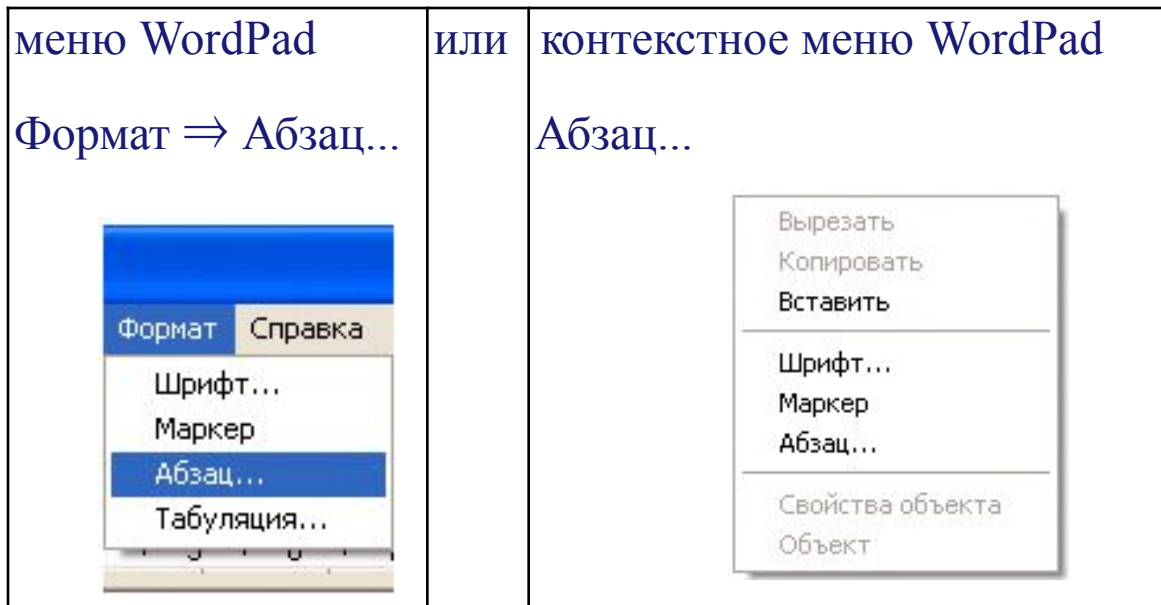 меню WordPad
Формат ⇒ Абзац...
Формат Справка
Шрифт...
Маркер
Абзац...
Табуляция...
или
контекстное меню WordPad
Абзац...
Вырезать
Копировать
Вставить
Шрифт...
Маркер
Абзац...
Свойства объекта
Объект